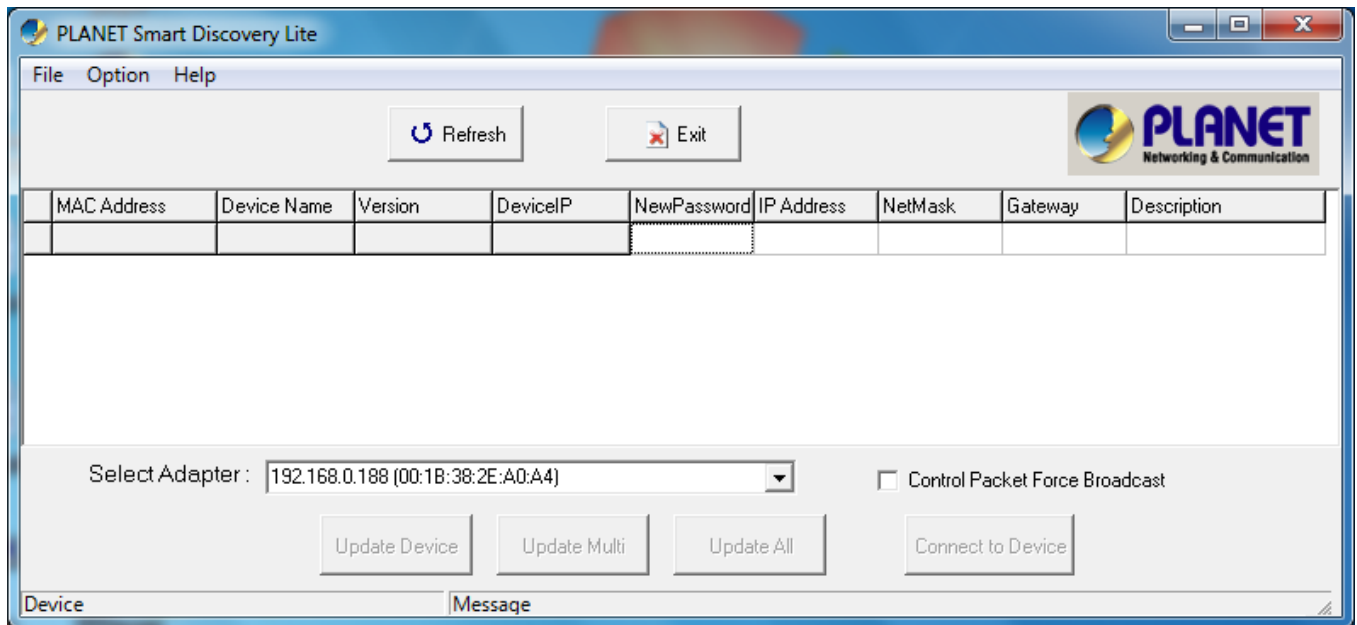 PLANET Smart Discovery Lite
File Option Help
Refresh Exit PLANET
Networking & Communication
MAC Address Device Name Version DeviceIP NewPassword IP Address NetMask Gateway Description
Select Adapter : 192.168.0.188 (00:1B:38:2E:A0:A4) Control Packet Force Broadcast
Update Device Update Multi Update All Connect to Device
Device Message